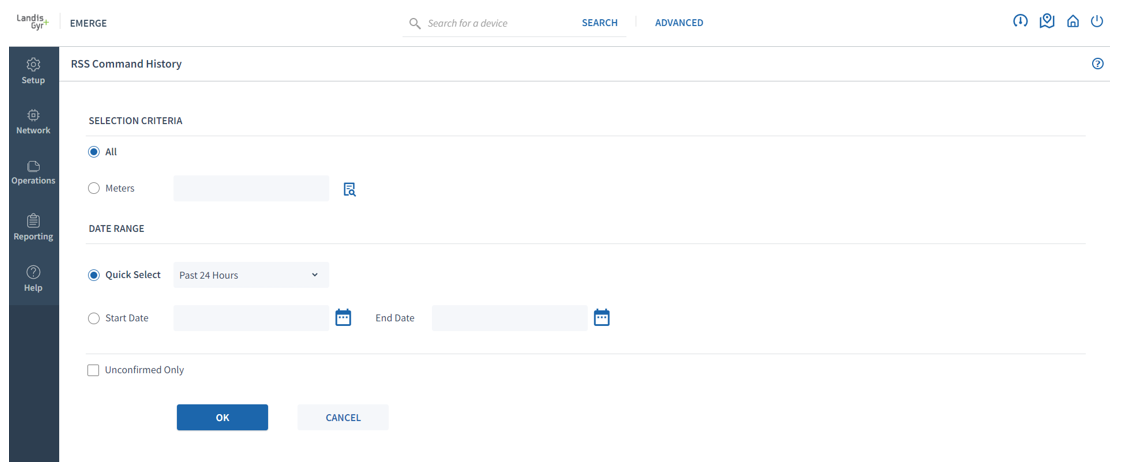 Landis
Gyr+
EMERGE
Search for a device
SEARCH
ADVANCED
Setup
Network
Operations
Reporting
Help
RSS Command History
?
SELECTION CRITERIA
All
Meters
DATE RANGE
Quick Select Past 24 Hours
Start Date End Date
Unconfirmed Only
OK CANCEL